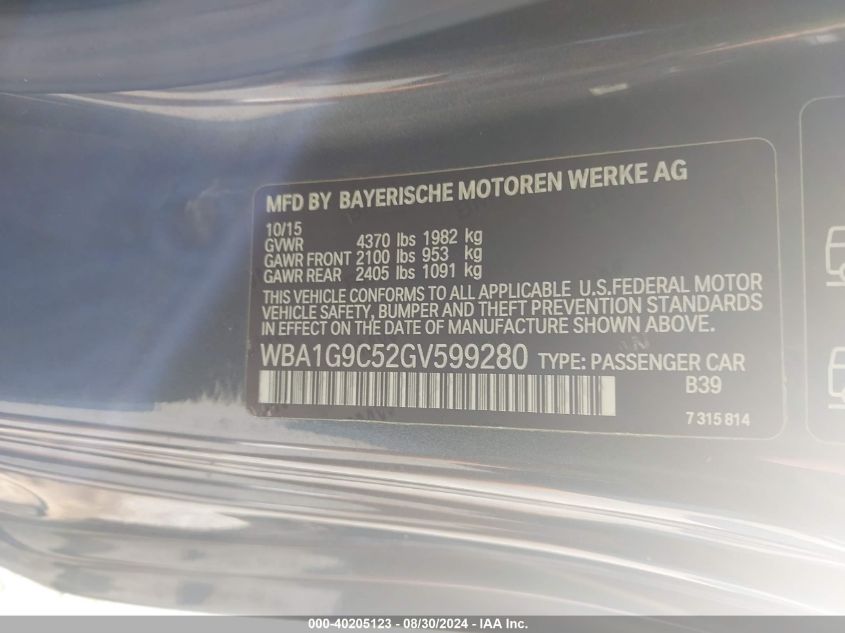 MFD BY BAYERISCHE MOTOREN WERKE AG
10/15
GVWR 4370 lbs 1982 kg
GAWR FRONT 2100 lbs 953 kg
GAWR REAR 2405 lbs 1091 kg
THIS VEHICLE CONFORMS TO ALL APPLICABLE U.S.FEDERAL MOTOR
VEHICLE SAFETY, BUMPER AND THEFT PREVENTION STANDARDS
IN EFFECT ON THE DATE OF MANUFACTURE SHOWN ABOVE.
WBA1G9C52GV599280 TYPE: PASSENGER CAR
B39
7 315 814
000-40205123 - 08/30/2024 - IAA Inc.